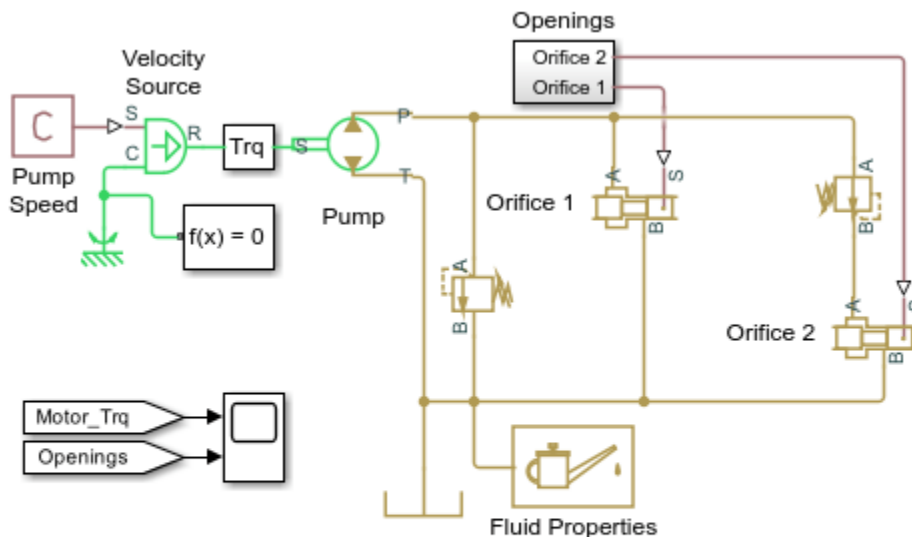 Openings
Orifice 2
Orifice 1
Velocity
Source
S
C
R
C
Pump
Speed
Trq
S
P
T
Pump
f(x) = 0
A
B
Orifice 1
A
S
B
A
B
Orifice 2
A
S
B
Motor_Trq
Openings
Fluid Properties